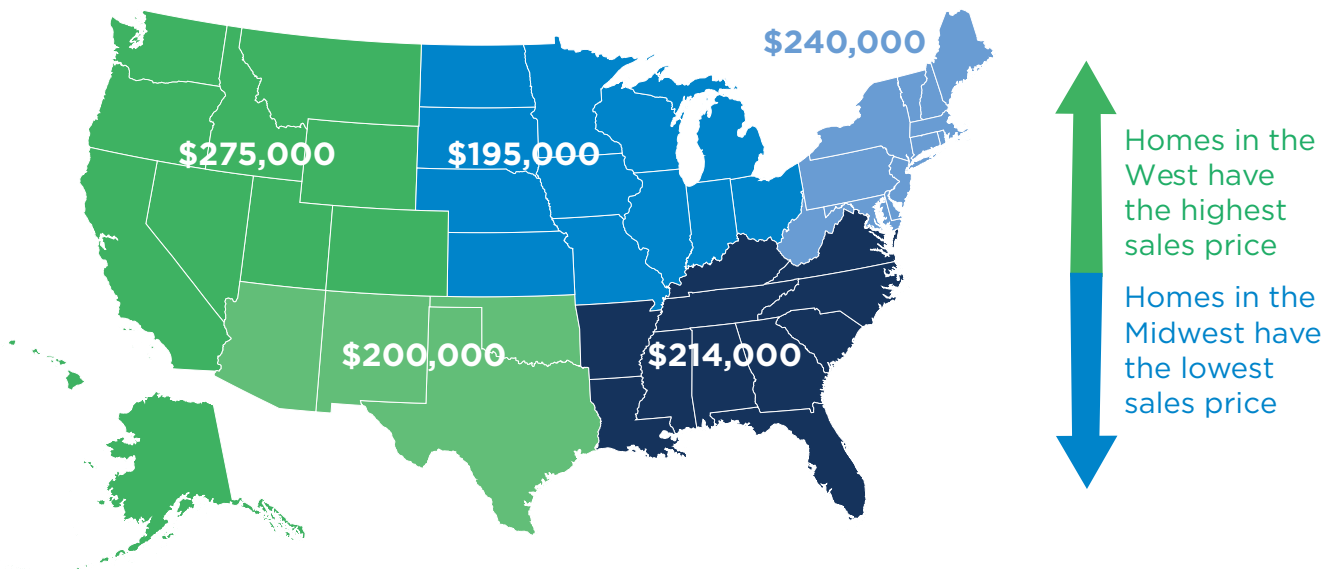 $240,000
$275,000
$195,000
$200,000
$214,000
Homes in the
West have
the highest
sales price
Homes in the
Midwest have
the lowest
sales price